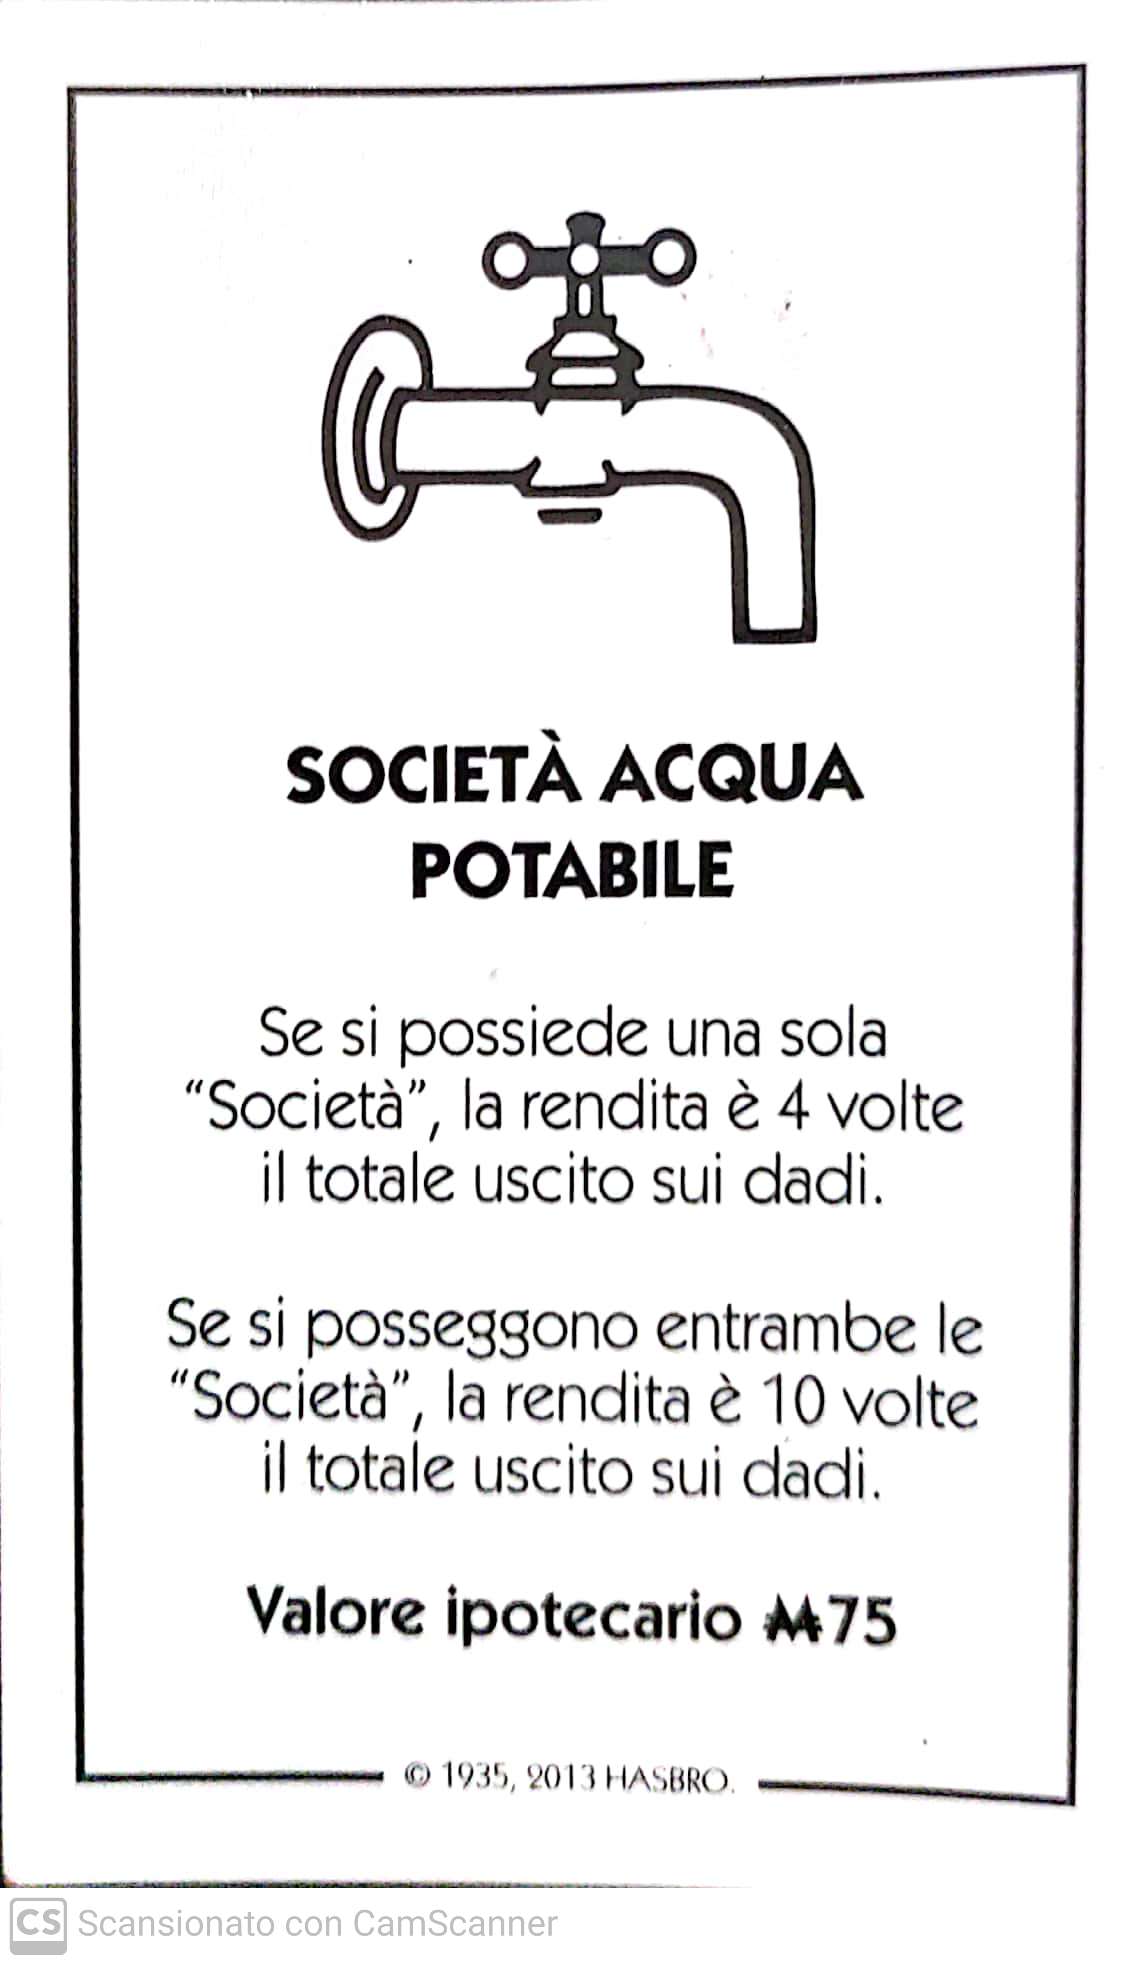 SOCIETÀ ACQUA
POTABILE
Se si possiede una sola
“Società”, la rendita è 4 volte
il totale uscito sui dadi.
Se si posseggono entrambe le
“Società”, la rendita è 10 volte
il totale uscito sui dadi.
Valore ipotecario M75
© 1935, 2013 HASBRO.
CS Scansionato con CamScanner